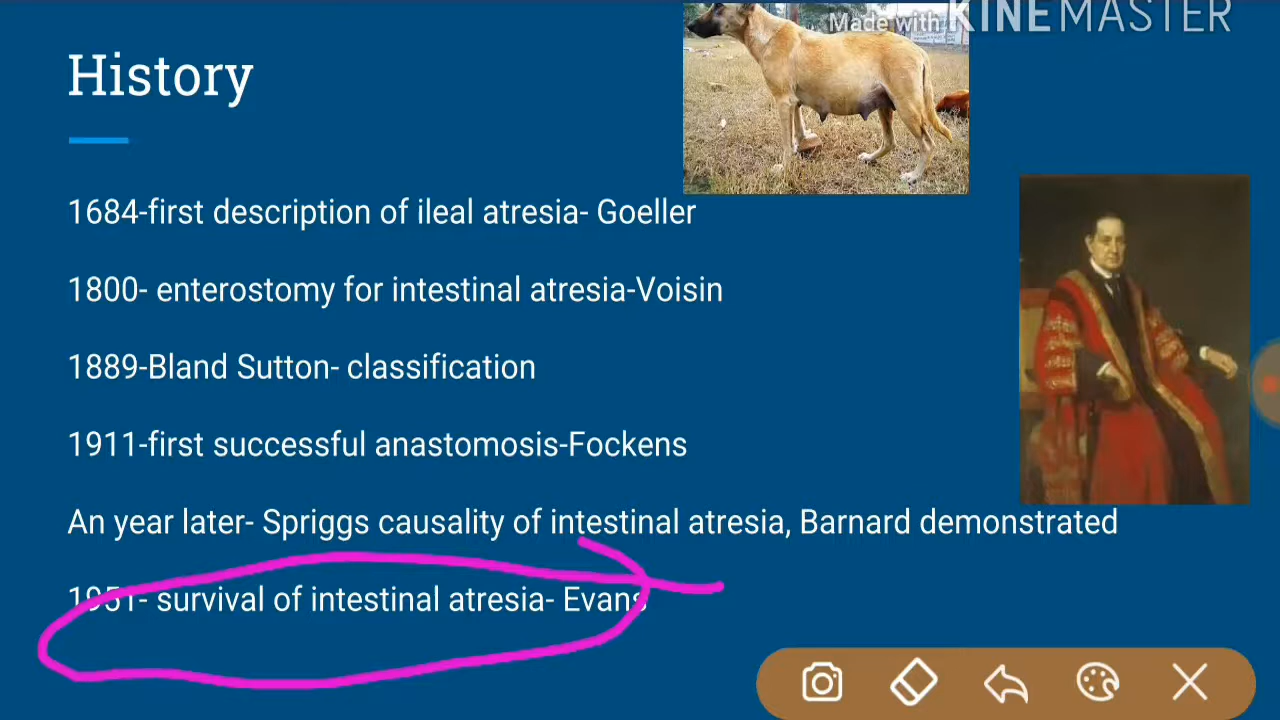 Made with KINEMASTER
History
1684-first description of ileal atresia- Goeller
1800- enterostomy for intestinal atresia-Voisin
1889-Bland Sutton- classification
1911-first successful anastomosis-Fockens
An year later- Spriggs causality of intestinal atresia, Barnard demonstrated
1951- survival of intestinal atresia- Evans